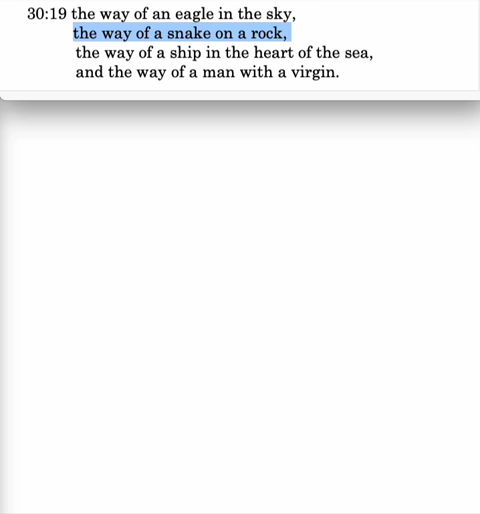 30:19 the way of an eagle in the sky,
the way of a snake on a rock,
the way of a ship in the heart of the sea,
and the way of a man with a virgin.